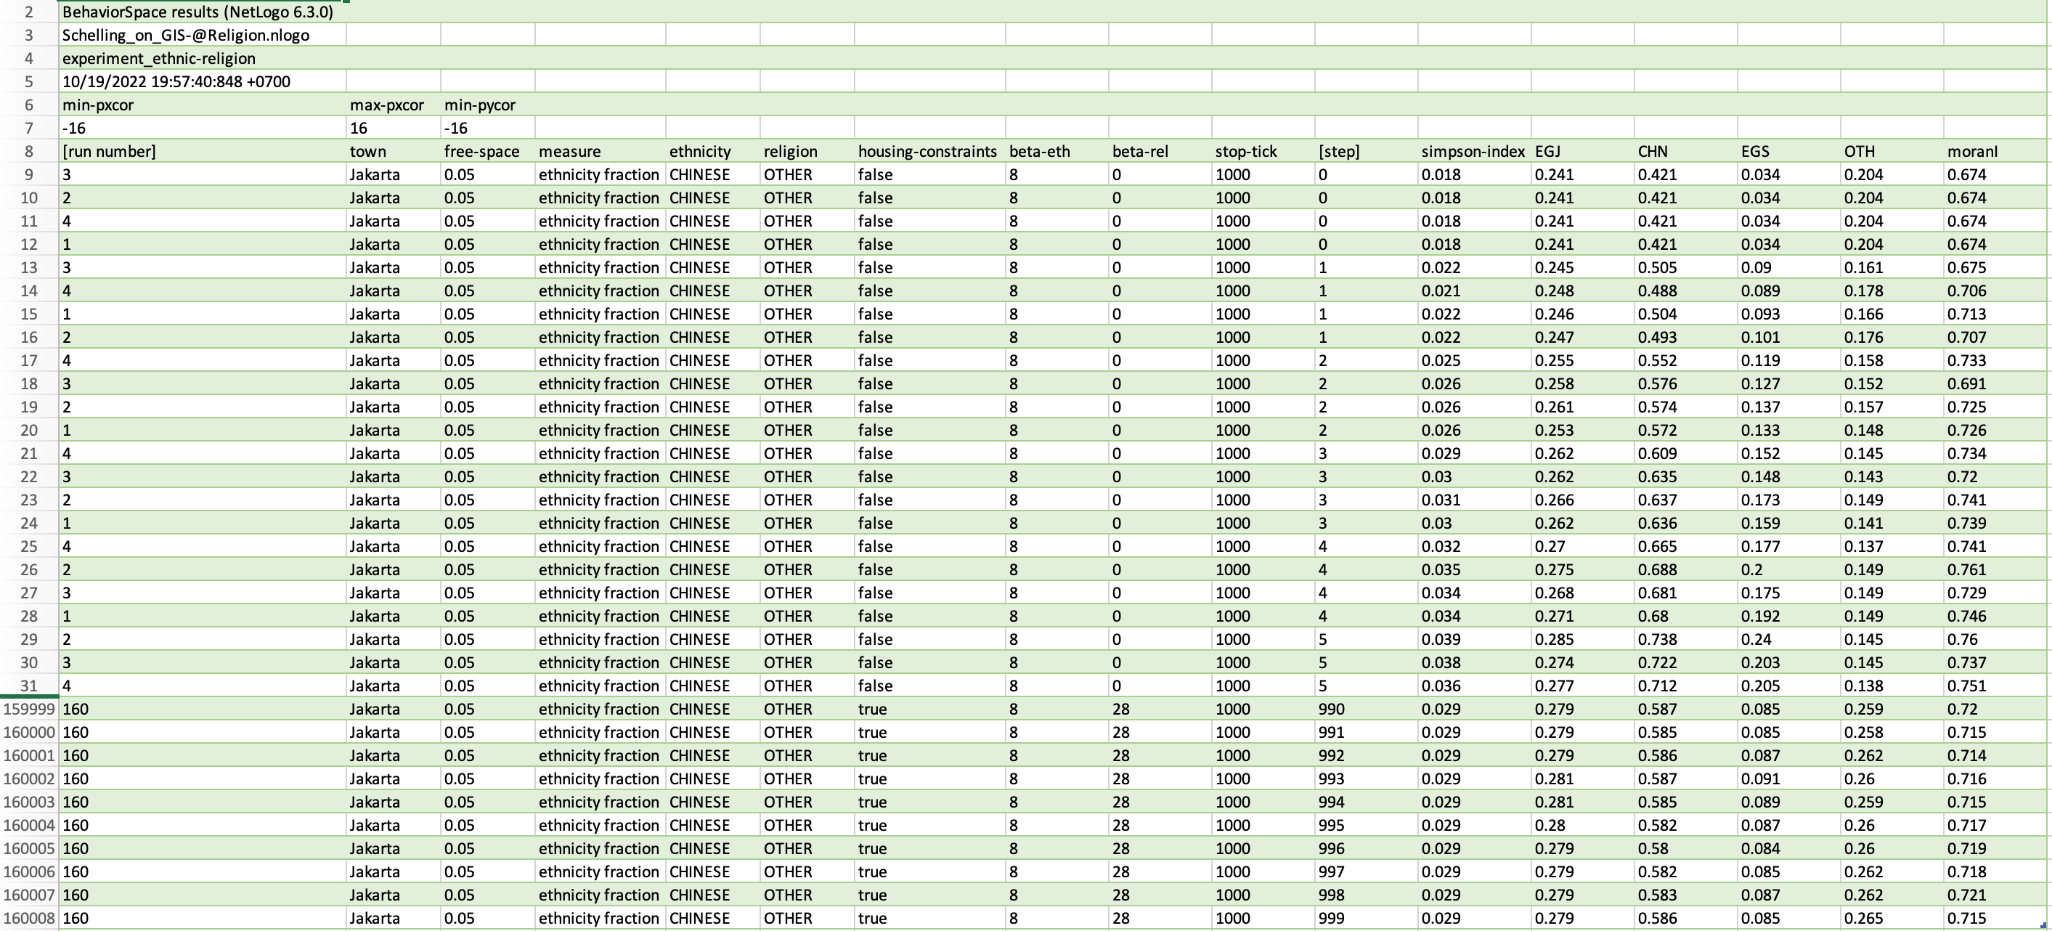 2 BehaviorSpace results (NetLogo 6.3.0)
3 Schelling_on_GIS-@Religion.nlogo
4 experiment_ethnic-religion
5 10/19/2022 19:57:40:848 +0700
6 min-pxcor max-pxcor min-pycor
7 -16 16 -16
8 [run number] town free-space measure ethnicity religion housing-constraints beta-eth beta-rel stop-tick [step] simpson-index EGJ CHN EGS OTH moranI
9 3 Jakarta 0.05 ethnicity fraction CHINESE OTHER false 8 0 1000 0 0.018 0.241 0.421 0.034 0.204 0.674
10 2 Jakarta 0.05 ethnicity fraction CHINESE OTHER false 8 0 1000 0 0.018 0.241 0.421 0.034 0.204 0.674
11 4 Jakarta 0.05 ethnicity fraction CHINESE OTHER false 8 0 1000 0 0.018 0.241 0.421 0.034 0.204 0.674
12 1 Jakarta 0.05 ethnicity fraction CHINESE OTHER false 8 0 1000 0 0.018 0.241 0.421 0.034 0.204 0.674
13 3 Jakarta 0.05 ethnicity fraction CHINESE OTHER false 8 0 1000 1 0.022 0.245 0.505 0.09 0.161 0.675
14 4 Jakarta 0.05 ethnicity fraction CHINESE OTHER false 8 0 1000 1 0.021 0.248 0.488 0.089 0.178 0.706
15 1 Jakarta 0.05 ethnicity fraction CHINESE OTHER false 8 0 1000 1 0.022 0.246 0.504 0.093 0.166 0.713
16 2 Jakarta 0.05 ethnicity fraction CHINESE OTHER false 8 0 1000 1 0.022 0.247 0.493 0.101 0.176 0.707
17 4 Jakarta 0.05 ethnicity fraction CHINESE OTHER false 8 0 1000 2 0.025 0.255 0.552 0.119 0.158 0.733
18 3 Jakarta 0.05 ethnicity fraction CHINESE OTHER false 8 0 1000 2 0.026 0.258 0.576 0.127 0.152 0.691
19 2 Jakarta 0.05 ethnicity fraction CHINESE OTHER false 8 0 1000 2 0.026 0.261 0.574 0.137 0.157 0.725
20 1 Jakarta 0.05 ethnicity fraction CHINESE OTHER false 8 0 1000 2 0.026 0.253 0.572 0.133 0.148 0.726
21 4 Jakarta 0.05 ethnicity fraction CHINESE OTHER false 8 0 1000 3 0.029 0.262 0.609 0.152 0.145 0.734
22 3 Jakarta 0.05 ethnicity fraction CHINESE OTHER false 8 0 1000 3 0.03 0.262 0.635 0.148 0.143 0.72
23 2 Jakarta 0.05 ethnicity fraction CHINESE OTHER false 8 0 1000 3 0.031 0.266 0.637 0.173 0.149 0.741
24 1 Jakarta 0.05 ethnicity fraction CHINESE OTHER false 8 0 1000 3 0.03 0.262 0.636 0.159 0.141 0.739
25 4 Jakarta 0.05 ethnicity fraction CHINESE OTHER false 8 0 1000 4 0.032 0.27 0.665 0.177 0.137 0.741
26 2 Jakarta 0.05 ethnicity fraction CHINESE OTHER false 8 0 1000 4 0.035 0.275 0.688 0.2 0.149 0.761
27 3 Jakarta 0.05 ethnicity fraction CHINESE OTHER false 8 0 1000 4 0.034 0.268 0.681 0.175 0.149 0.729
28 1 Jakarta 0.05 ethnicity fraction CHINESE OTHER false 8 0 1000 4 0.034 0.271 0.68 0.192 0.149 0.746
29 2 Jakarta 0.05 ethnicity fraction CHINESE OTHER false 8 0 1000 5 0.039 0.285 0.738 0.24 0.145 0.76
30 3 Jakarta 0.05 ethnicity fraction CHINESE OTHER false 8 0 1000 5 0.038 0.274 0.722 0.203 0.145 0.737
31 4 Jakarta 0.05 ethnicity fraction CHINESE OTHER false 8 0 1000 5 0.036 0.277 0.712 0.205 0.138 0.751
159999 160 Jakarta 0.05 ethnicity fraction CHINESE OTHER true 8 28 1000 990 0.029 0.279 0.587 0.085 0.259 0.72
160000 160 Jakarta 0.05 ethnicity fraction CHINESE OTHER true 8 28 1000 991 0.029 0.279 0.585 0.085 0.258 0.715
160001 160 Jakarta 0.05 ethnicity fraction CHINESE OTHER true 8 28 1000 992 0.029 0.279 0.586 0.087 0.262 0.714
160002 160 Jakarta 0.05 ethnicity fraction CHINESE OTHER true 8 28 1000 993 0.029 0.281 0.587 0.091 0.26 0.716
160003 160 Jakarta 0.05 ethnicity fraction CHINESE OTHER true 8 28 1000 994 0.029 0.281 0.585 0.089 0.259 0.715
160004 160 Jakarta 0.05 ethnicity fraction CHINESE OTHER true 8 28 1000 995 0.029 0.28 0.582 0.087 0.26 0.717
160005 160 Jakarta 0.05 ethnicity fraction CHINESE OTHER true 8 28 1000 996 0.029 0.279 0.58 0.084 0.26 0.719
160006 160 Jakarta 0.05 ethnicity fraction CHINESE OTHER true 8 28 1000 997 0.029 0.279 0.582 0.085 0.262 0.718
160007 160 Jakarta 0.05 ethnicity fraction CHINESE OTHER true 8 28 1000 998 0.029 0.279 0.583 0.087 0.262 0.721
160008 160 Jakarta 0.05 ethnicity fraction CHINESE OTHER true 8 28 1000 999 0.029 0.279 0.586 0.085 0.265 0.715